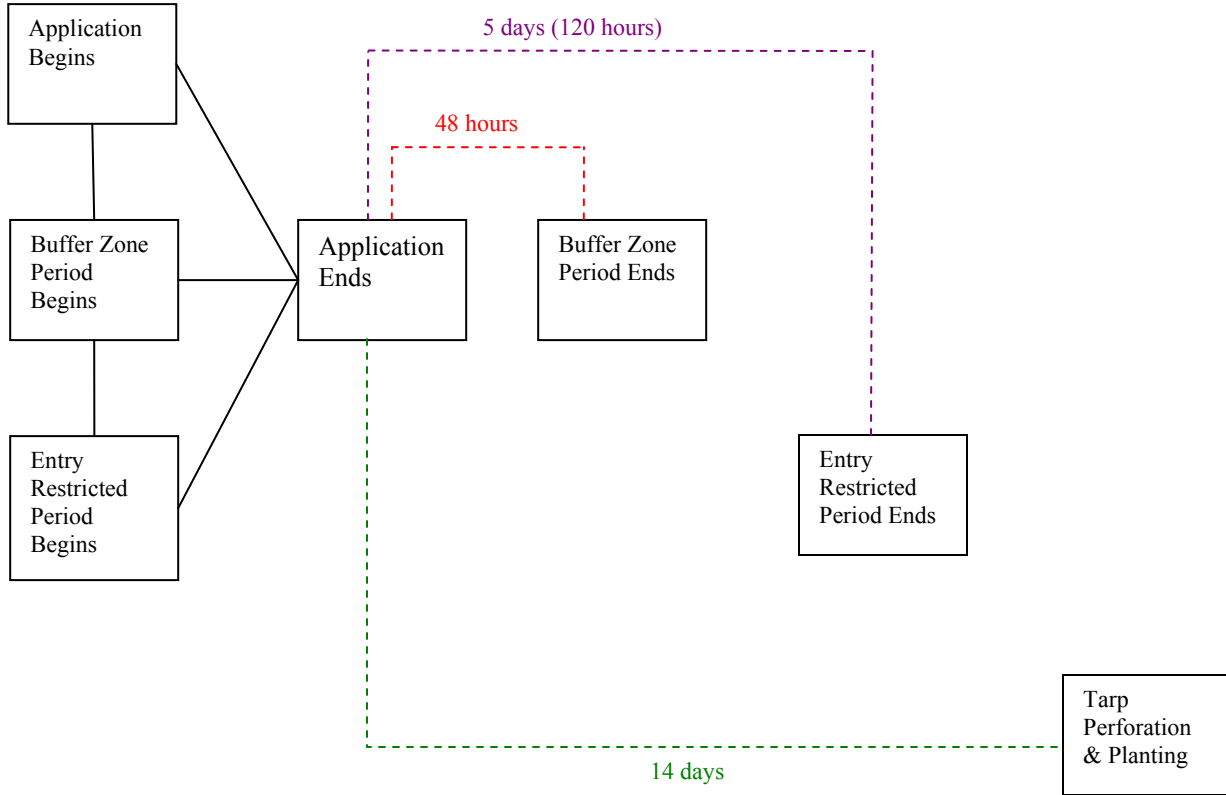 Application
Begins
5 days (120 hours)
48 hours
Buffer Zone
Period
Begins
Application
Ends
Buffer Zone
Period Ends
Entry
Restricted
Period
Begins
Entry
Restricted
Period Ends
Tarp
Perforation
& Planting
14 days